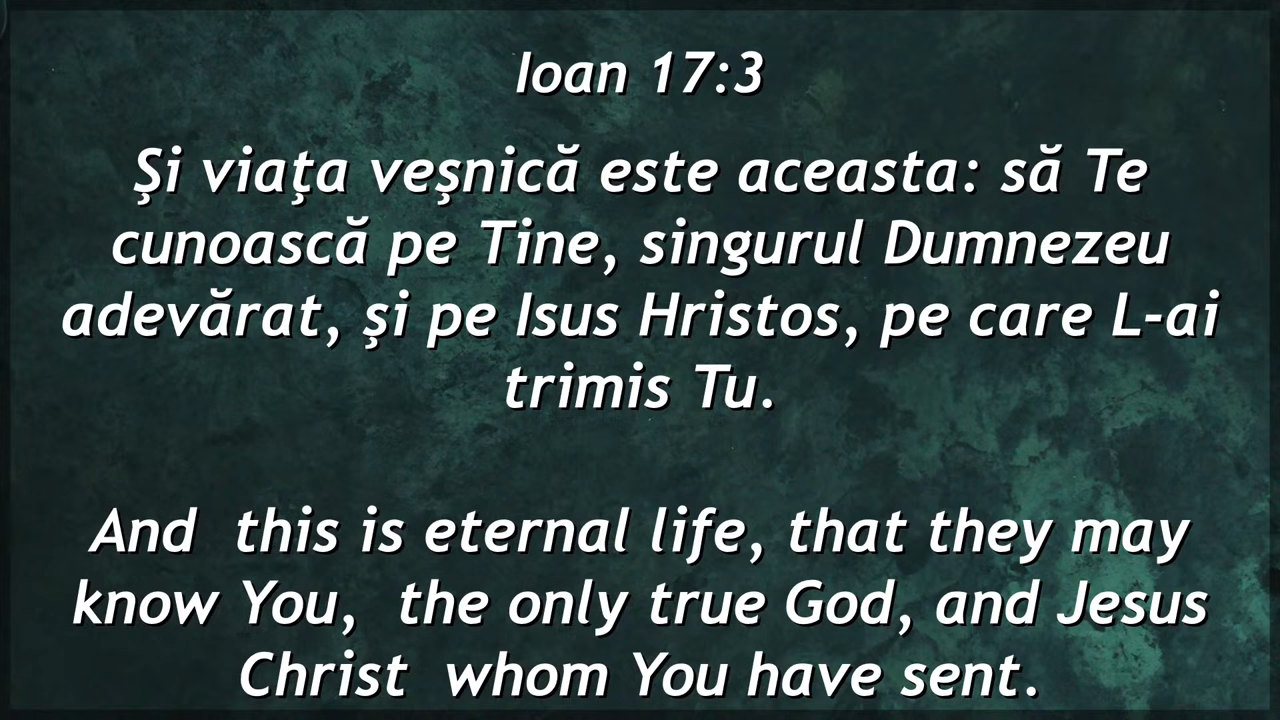 Ioan 17:3
Şi viaţa veşnică este aceasta: să Te
cunoască pe Tine, singurul Dumnezeu
adevărat, şi pe Isus Hristos, pe care L-ai
trimis Tu.
And  this is eternal life, that they may
know You,  the only true God, and Jesus
Christ  whom You have sent.